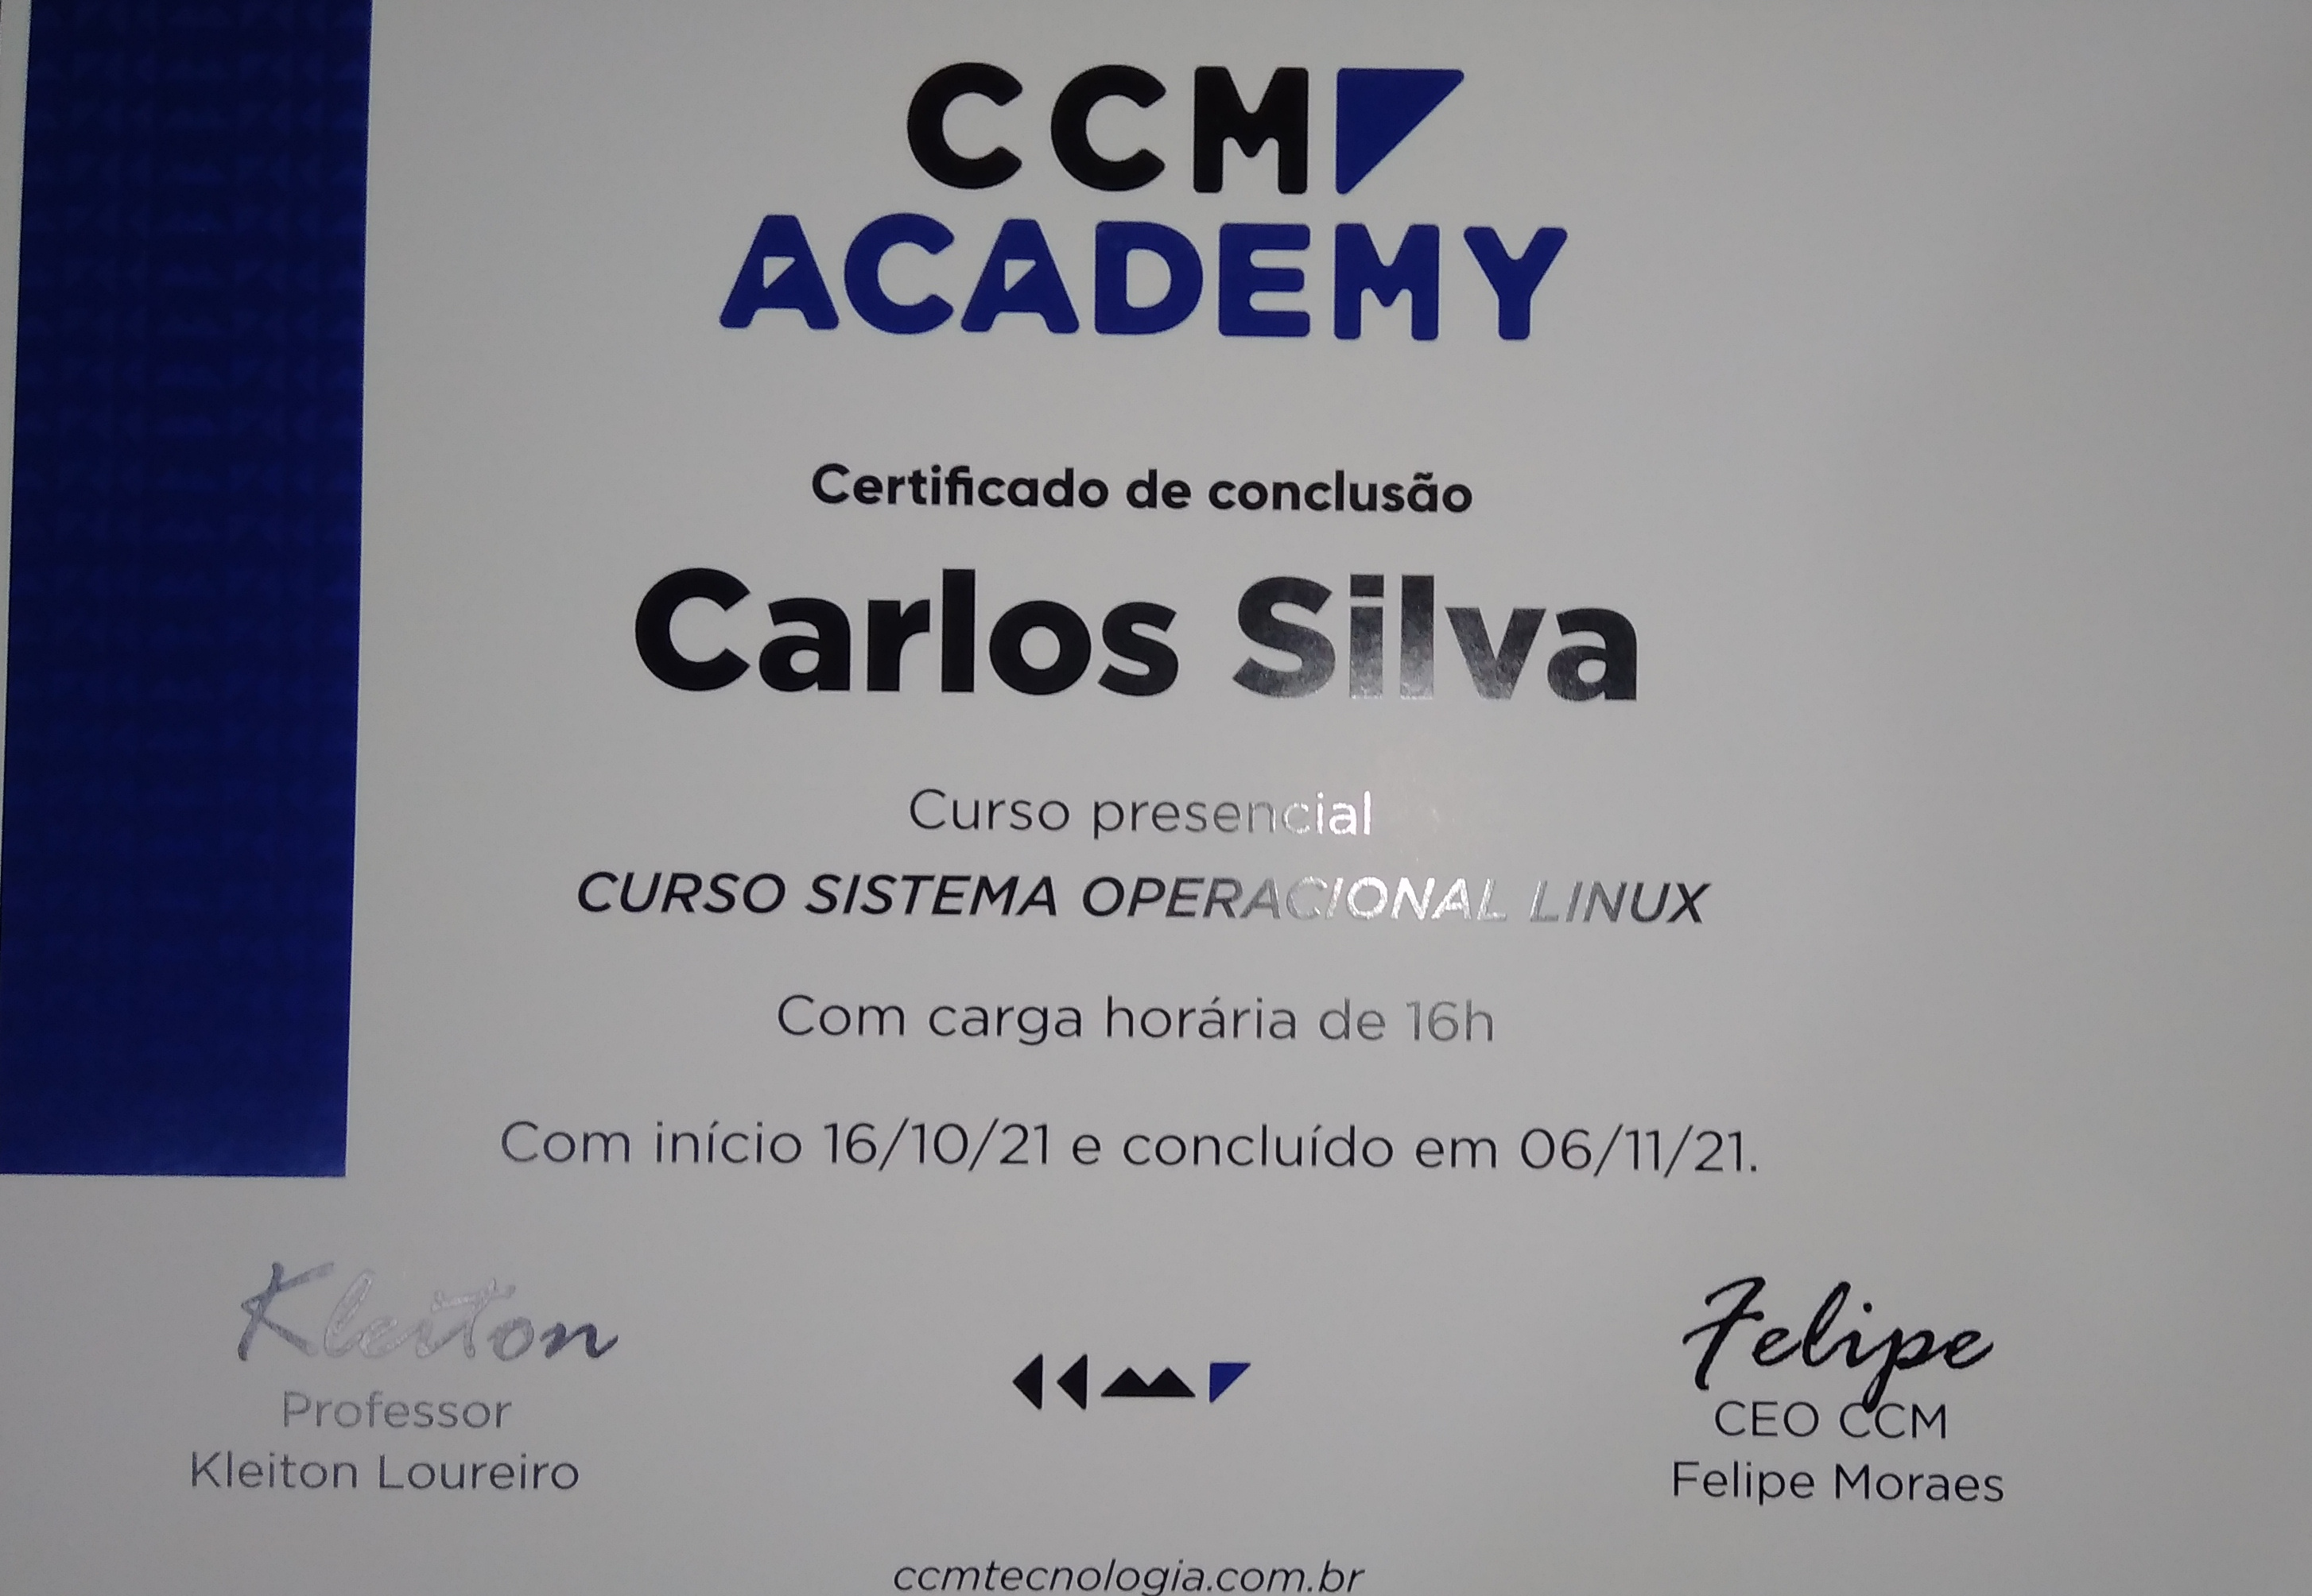 CCM
ACADEMY
Certificado de conclusão
Carlos Silva
Curso presencial
CURSO SISTEMA OPERACIONAL LINUX
Com carga horária de 16h
Com início 16/10/21 e concluído em 06/11/21.
Kleiton
Professor
Kleiton Loureiro
Felipe
CEO CCM
Felipe Moraes
ccmtecnologia.com.br